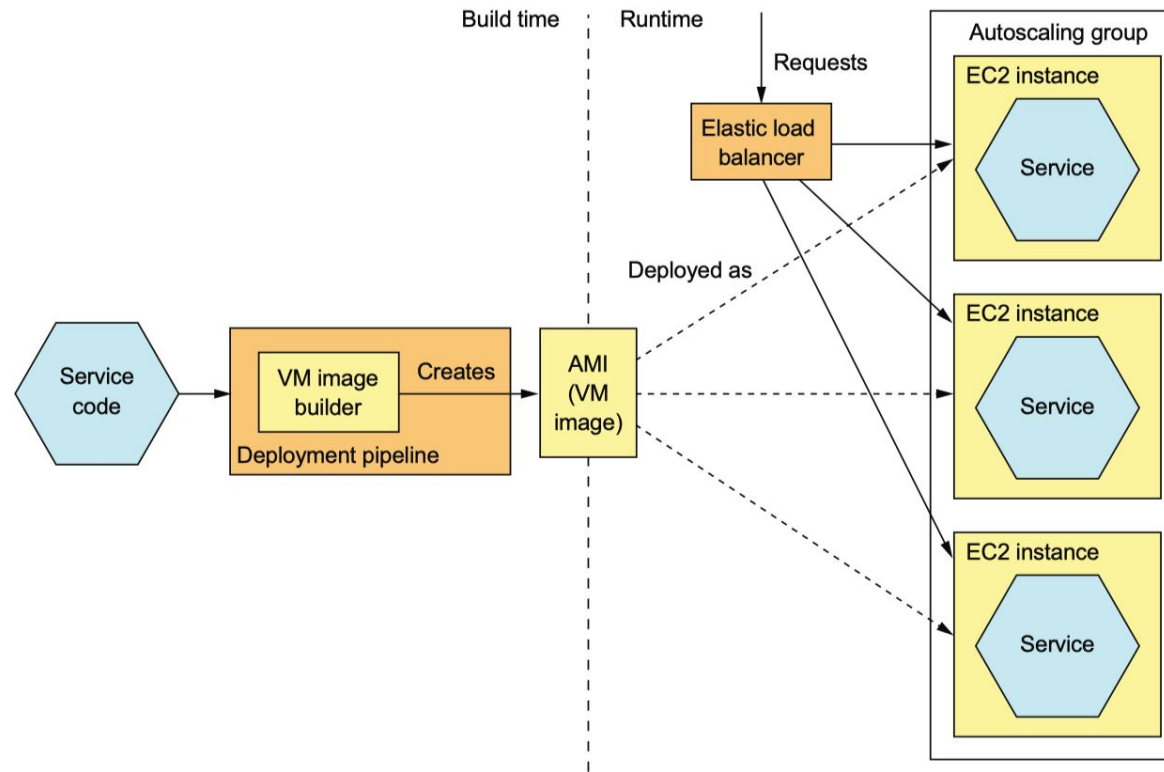 Build time
Runtime
Autoscaling group
Requests
EC2 instance
Service
Elastic load
balancer
Deployed as
EC2 instance
Service
Service
code
VM image
builder
Creates
Deployment pipeline
AMI
(VM
image)
EC2 instance
Service